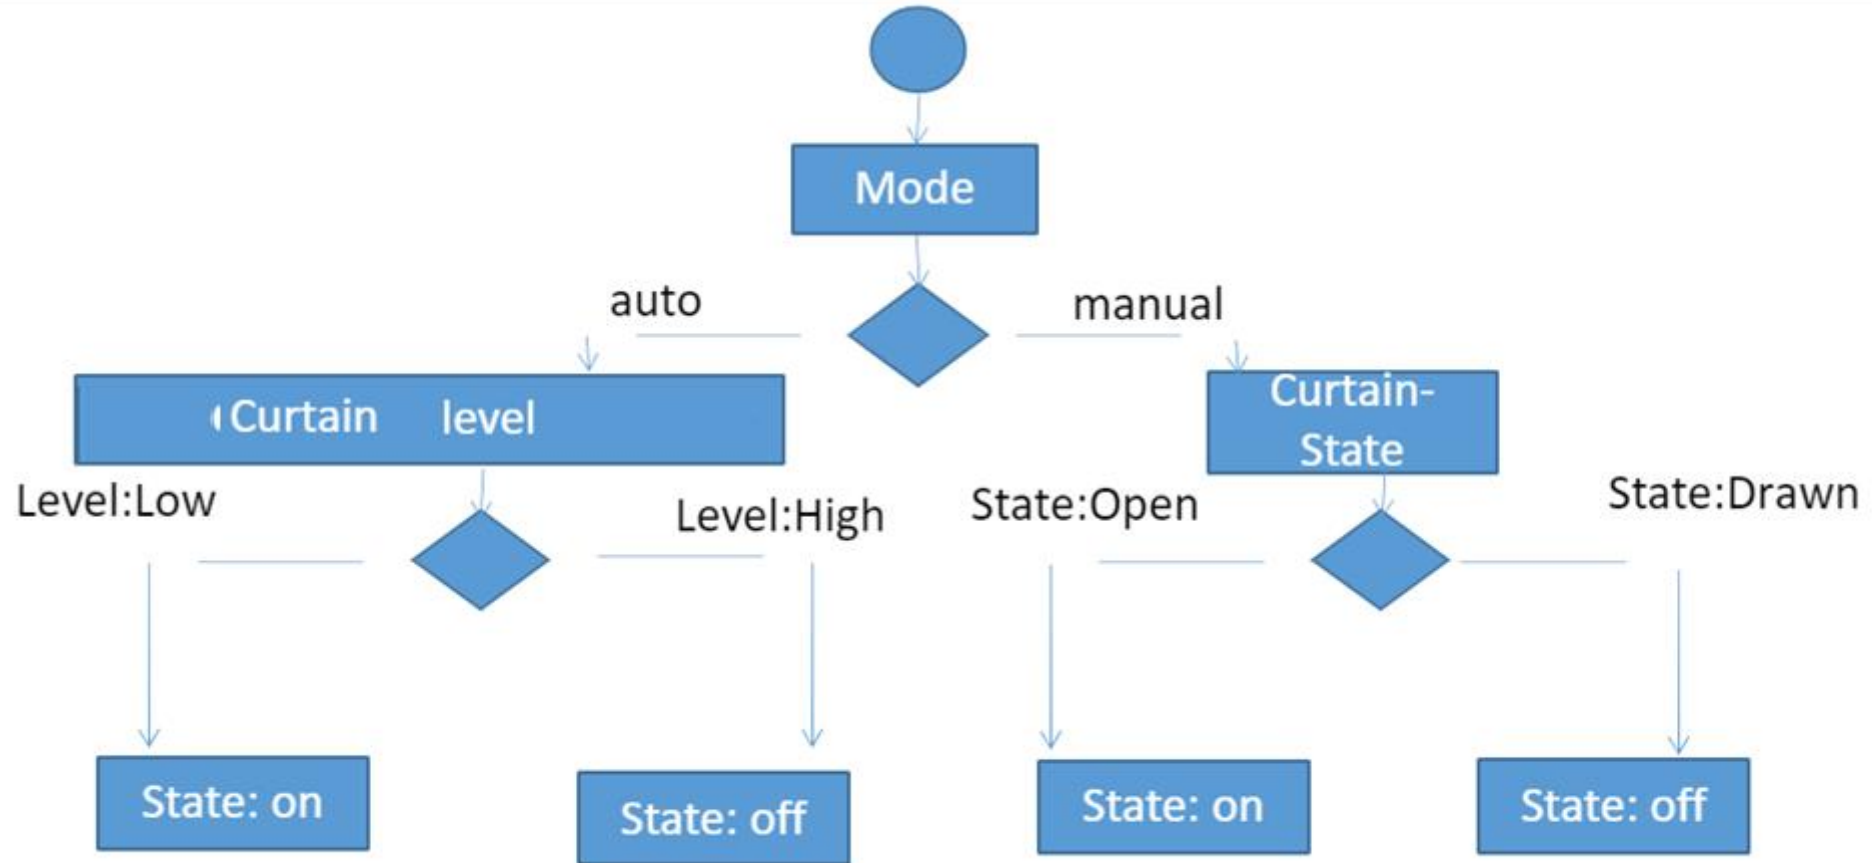 Mode
auto
manual
Curtain level
Curtain-
State
Level:Low
Level:High
State:Open
State:Drawn
State: on
State: off
State: on
State: off